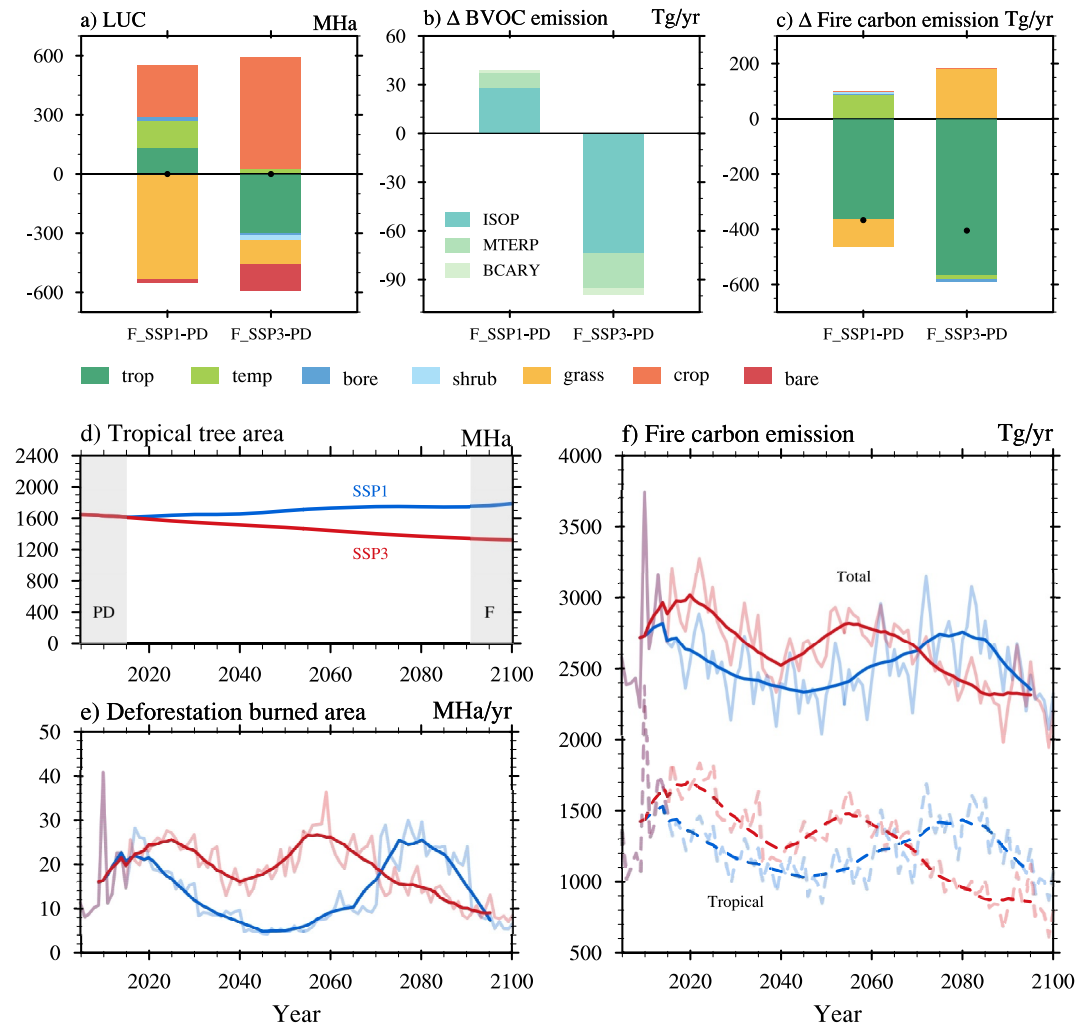 a) LUC MHa
600
300
0
-300
-600
F_SSP1-PD F_SSP3-PD
b) Δ BVOC emission Tg/yr
60
30
0
-30
-60
-90
ISOP
MTERP
BCARY
F_SSP1-PD F_SSP3-PD
c) Δ Fire carbon emission Tg/yr
200
0
-200
-400
-600
F_SSP1-PD F_SSP3-PD
trop temp bore shrub grass crop bare
d) Tropical tree area MHa
2400
2000
1600
1200
800
400
0
SSP1
SSP3
PD F
2020 2040 2060 2080 2100
e) Deforestation burned area MHa/yr
50
40
30
20
10
0
2020 2040 2060 2080 2100
Year
f) Fire carbon emission Tg/yr
4000
3500
3000
2500
2000
1500
1000
500
Total
Tropical
2020 2040 2060 2080 2100
Year